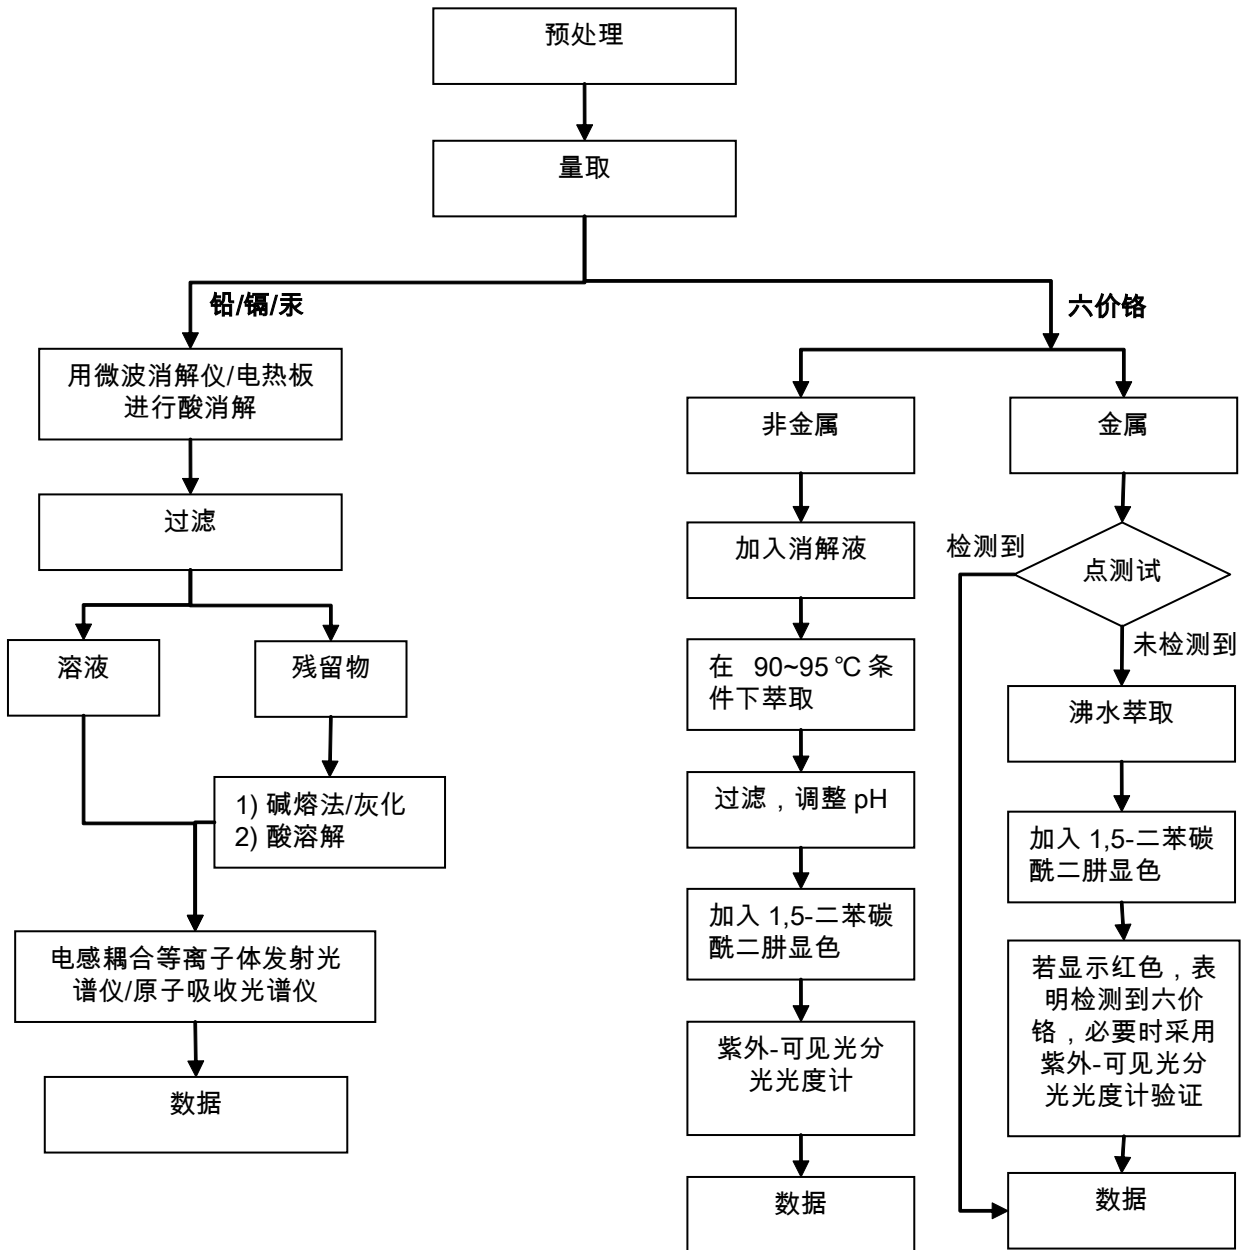 预处理
量取
铅/镉/汞
六价铬
用微波消解仪/电热板
进行酸消解
过滤
溶液
残留物
1) 碱熔法/灰化
2) 酸溶解
电感耦合等离子体发射光
谱仪/原子吸收光谱仪
数据
非金属
加入消解液
在 90~95 °C 条
件下萃取
过滤，调整 pH
加入 1,5-二苯碳
酰二肼显色
紫外-可见光分
光光度计
数据
金属
点测试
检测到
未检测到
沸水萃取
加入 1,5-二苯碳
酰二肼显色
若显示红色，表
明检测到六价
铬，必要时采用
紫外-可见光分
光光度计验证
数据